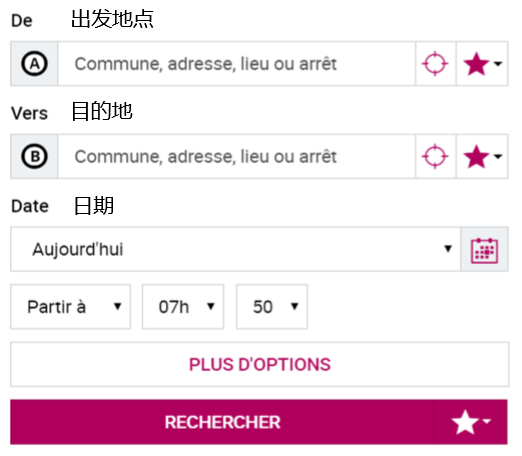 De 出发地点
A Commune, adresse, lieu ou arrêt
Vers 目的地
B Commune, adresse, lieu ou arrêt
Date 日期
Aujourd'hui
Partir à 07h 50
PLUS D'OPTIONS
RECHERCHER